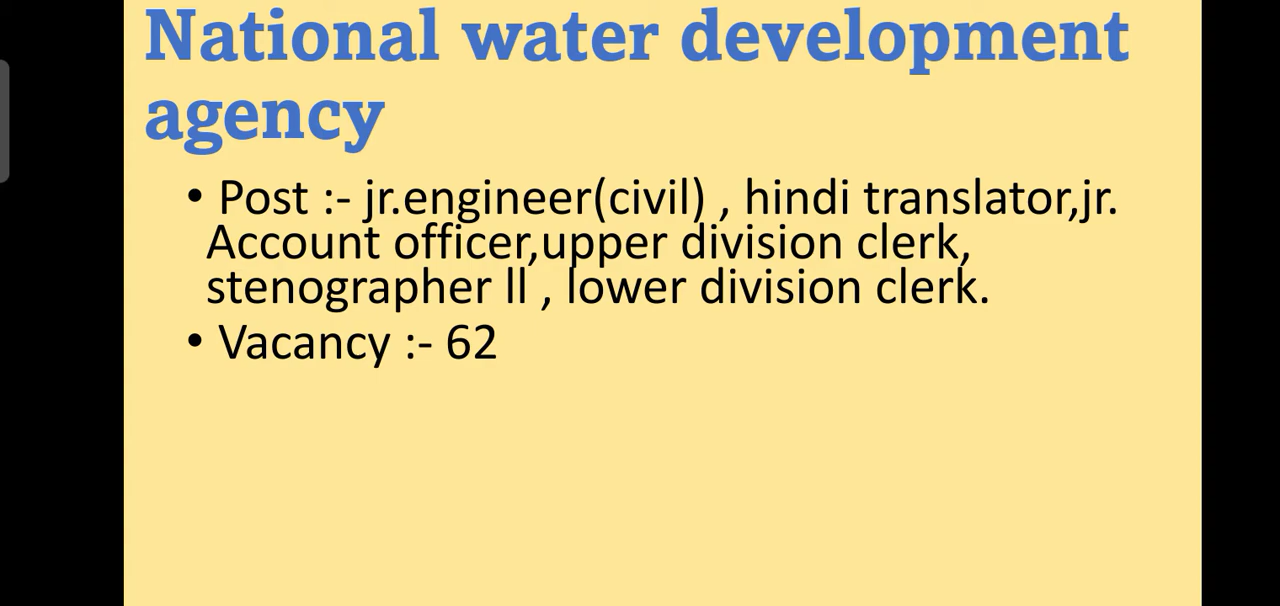 National water development
agency
• Post :- jr.engineer(civil) , hindi translator,jr.
Account officer,upper division clerk,
stenographer ll , lower division clerk.
• Vacancy :- 62